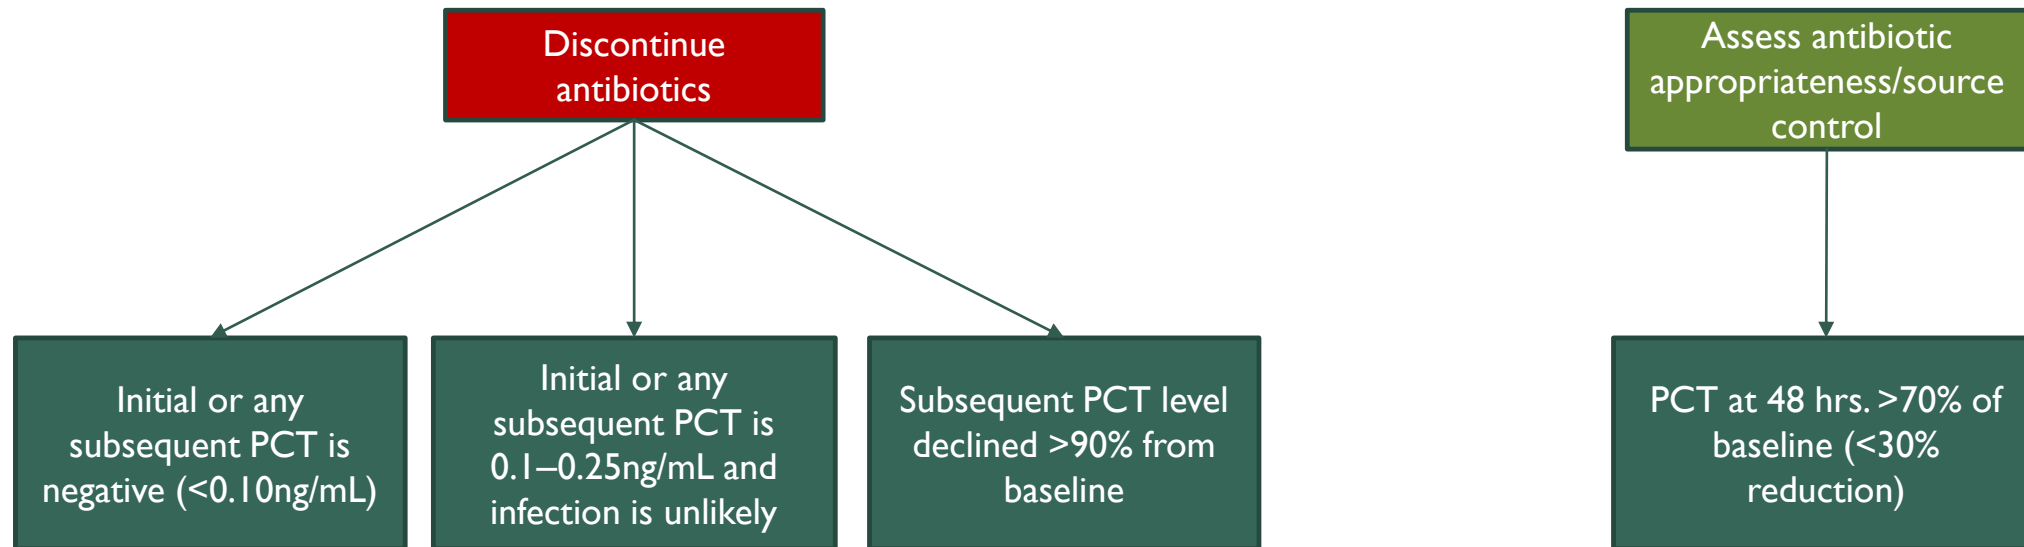 Discontinue
antibiotics
Assess antibiotic
appropriateness/source
control
Initial or any
subsequent PCT is
negative (<0.10ng/mL)
Initial or any
subsequent PCT is
0.1–0.25ng/mL and
infection is unlikely
Subsequent PCT level
declined >90% from
baseline
PCT at 48 hrs. >70% of
baseline (<30%
reduction)